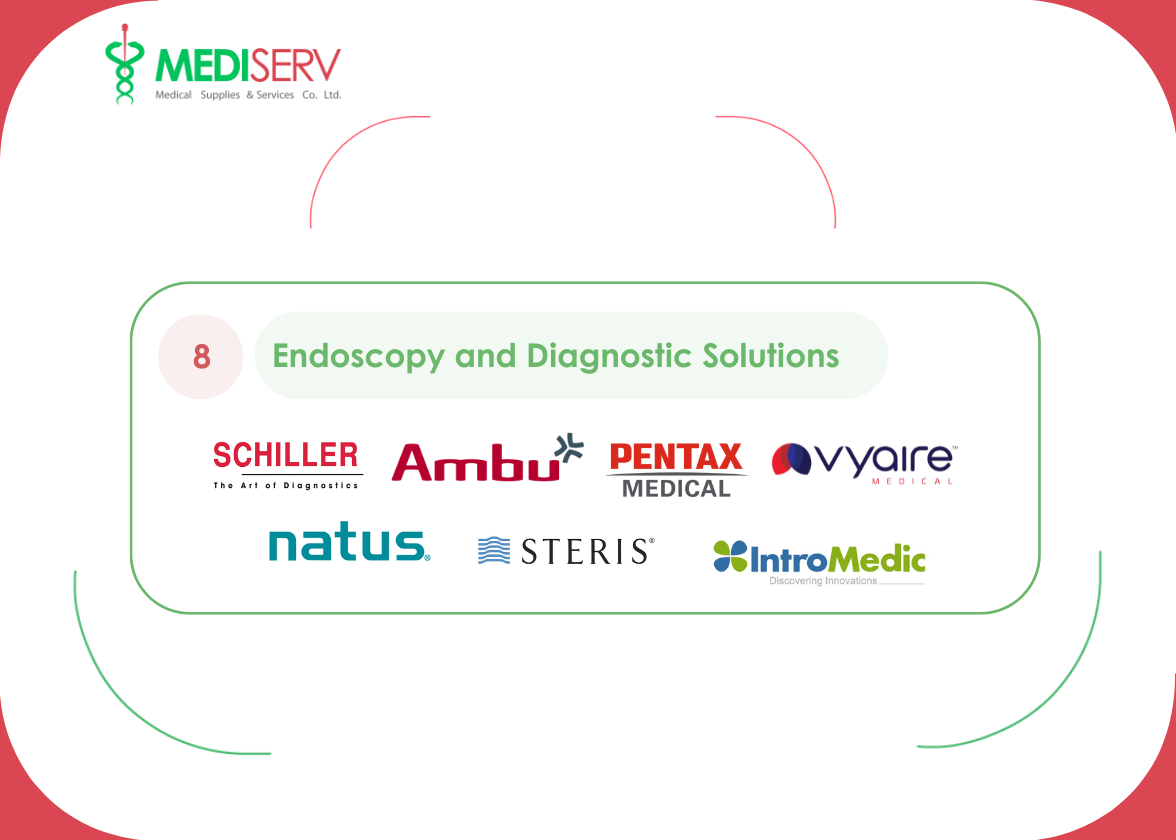 MEDISERV
Medical Supplies & Services Co. Ltd.
8
Endoscopy and Diagnostic Solutions
SCHILLER
The Art of Diagnostics
Ambu
PENTAX
MEDICAL
vyaire™
MEDICAL
natus®
STERIS®
IntroMedic
Discovering Innovations